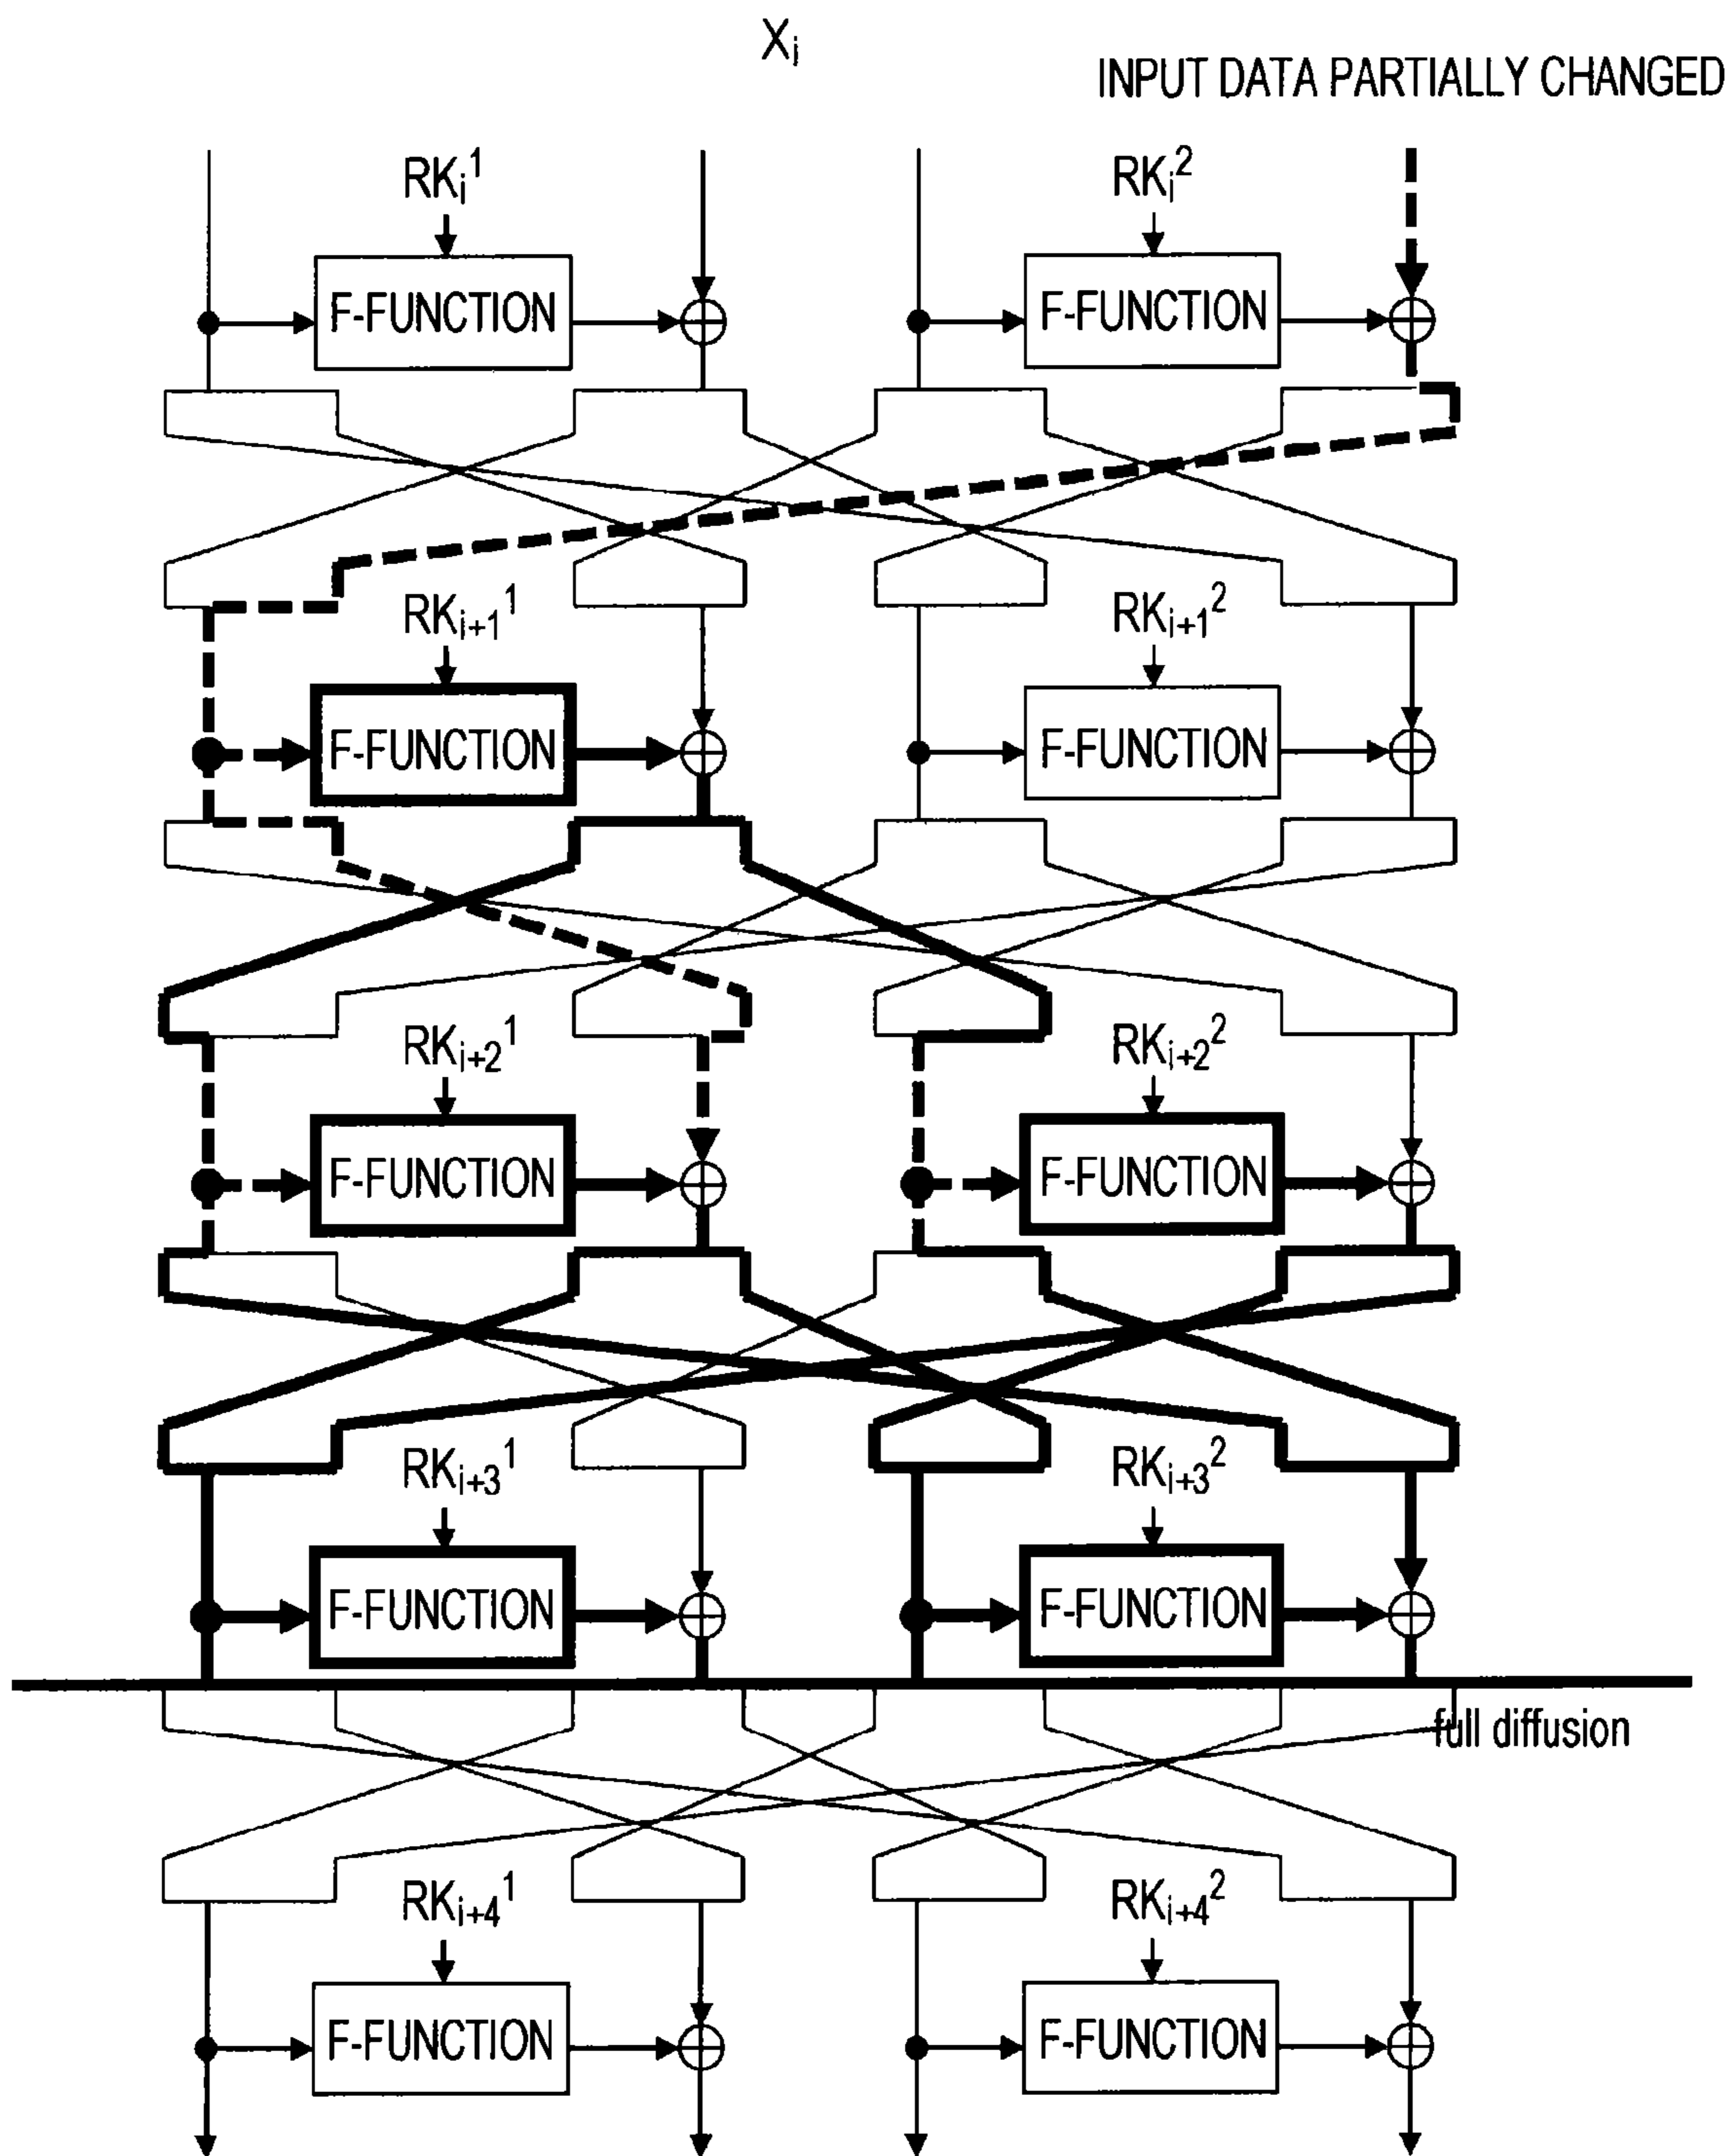 Xi
INPUT DATA PARTIALLY CHANGED
RKi1 RKi2
F-FUNCTION F-FUNCTION
RKi+11 RKi+12
F-FUNCTION F-FUNCTION
RKi+21 RKi+22
F-FUNCTION F-FUNCTION
RKi+31 RKi+32
F-FUNCTION F-FUNCTION
full diffusion
RKi+41 RKi+42
F-FUNCTION F-FUNCTION